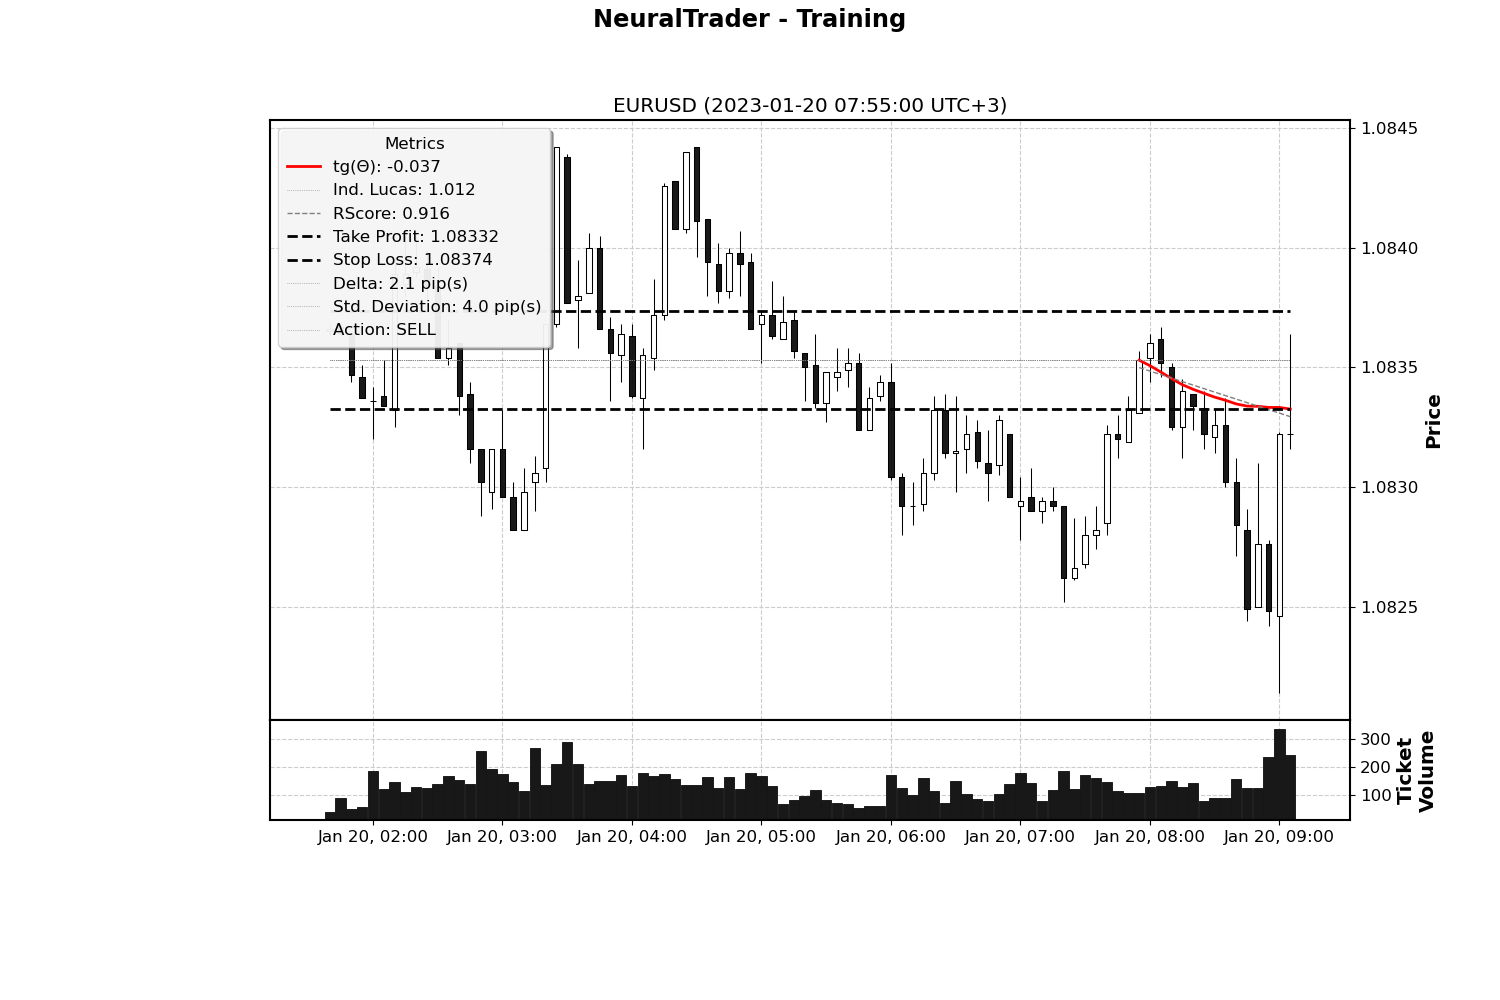 NeuralTrader - Training
EURUSD (2023-01-20 07:55:00 UTC+3)
Metrics
tg(Θ): -0.037
Ind. Lucas: 1.012
RScore: 0.916
Take Profit: 1.08332
Stop Loss: 1.08374
Delta: 2.1 pip(s)
Std. Deviation: 4.0 pip(s)
Action: SELL
1.0845
1.0840
1.0835
1.0830
1.0825
Price
300
200
100
Ticket
Volume
Jan 20, 02:00
Jan 20, 03:00
Jan 20, 04:00
Jan 20, 05:00
Jan 20, 06:00
Jan 20, 07:00
Jan 20, 08:00
Jan 20, 09:00